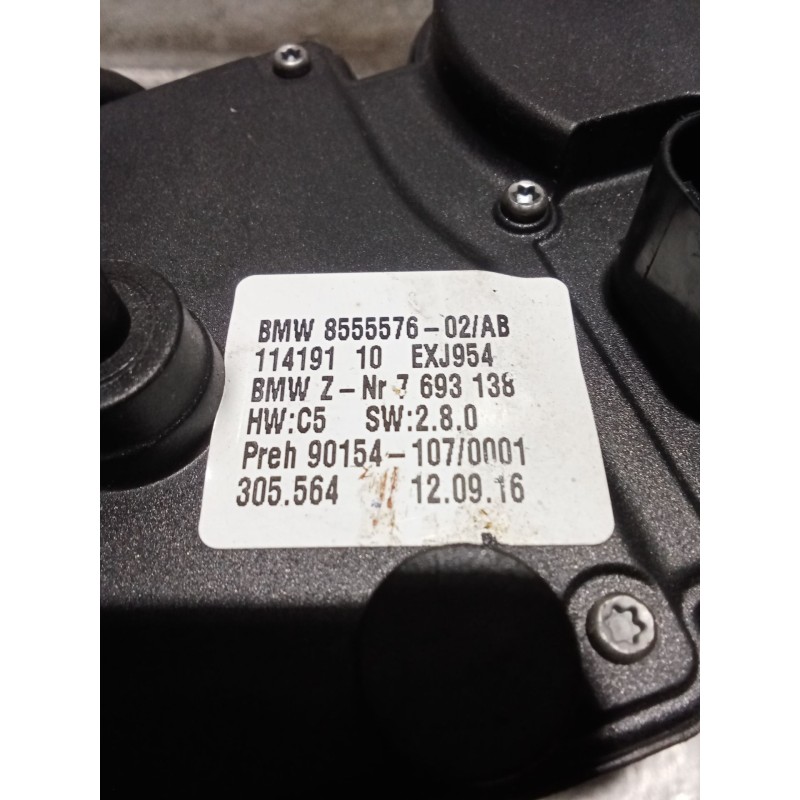 BMW 8555576-02/AB
114191 10 EXJ954
BMW Z-Nr 7 693 138
HW:C5 SW:2.8.0
Preh 90154-107/0001
305.564 12.09.16